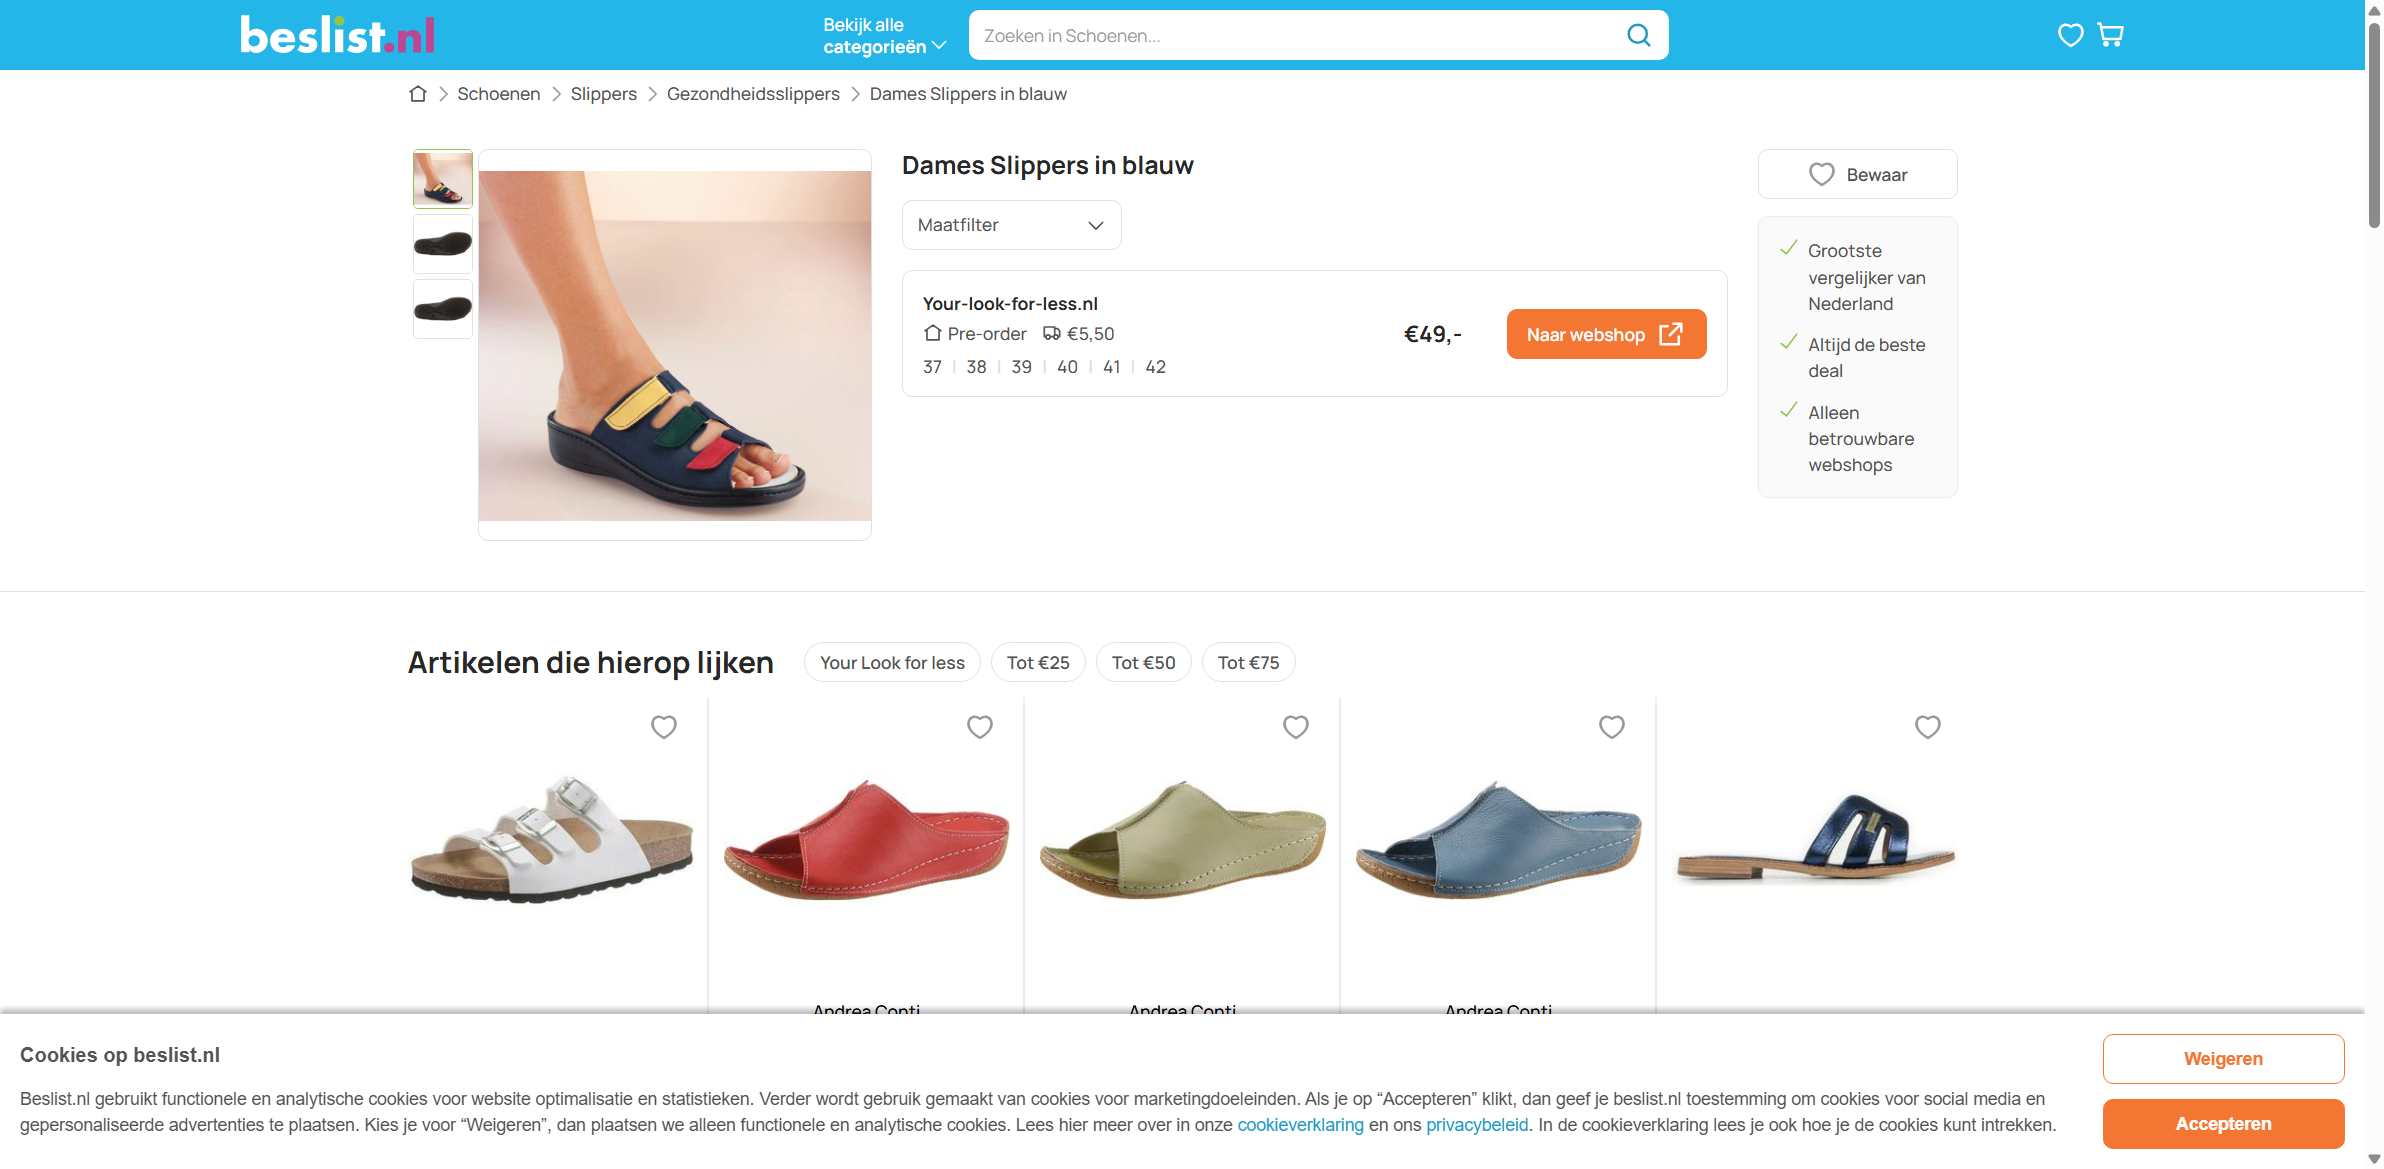 beslist.nl
Bekijk alle
categorieën
Zoeken in Schoenen...
Schoenen
Slippers
Gezondheidsslippers
Dames Slippers in blauw
Dames Slippers in blauw
Maatfilter
Your-look-for-less.nl
Pre-order €5,50
37 | 38 | 39 | 40 | 41 | 42
€49,-
Naar webshop
Bewaar
Grootste
vergelijker van
Nederland
Altijd de beste
deal
Alleen
betrouwbare
webshops
Artikelen die hierop lijken
Your Look for less
Tot €25
Tot €50
Tot €75
Andrea Conti
Andrea Conti
Andrea Conti
Cookies op beslist.nl
Beslist.nl gebruikt functionele en analytische cookies voor website optimalisatie en statistieken. Verder wordt gebruik gemaakt van cookies voor marketingdoeleinden. Als je op “Accepteren” klikt, dan geef je beslist.nl toestemming om cookies voor social media en
gepersonaliseerde advertenties te plaatsen. Kies je voor “Weigeren”, dan plaatsen we alleen functionele en analytische cookies. Lees hier meer over in onze cookieverklaring en ons privacybeleid. In de cookieverklaring lees je ook hoe je de cookies kunt intrekken.
Weigeren
Accepteren